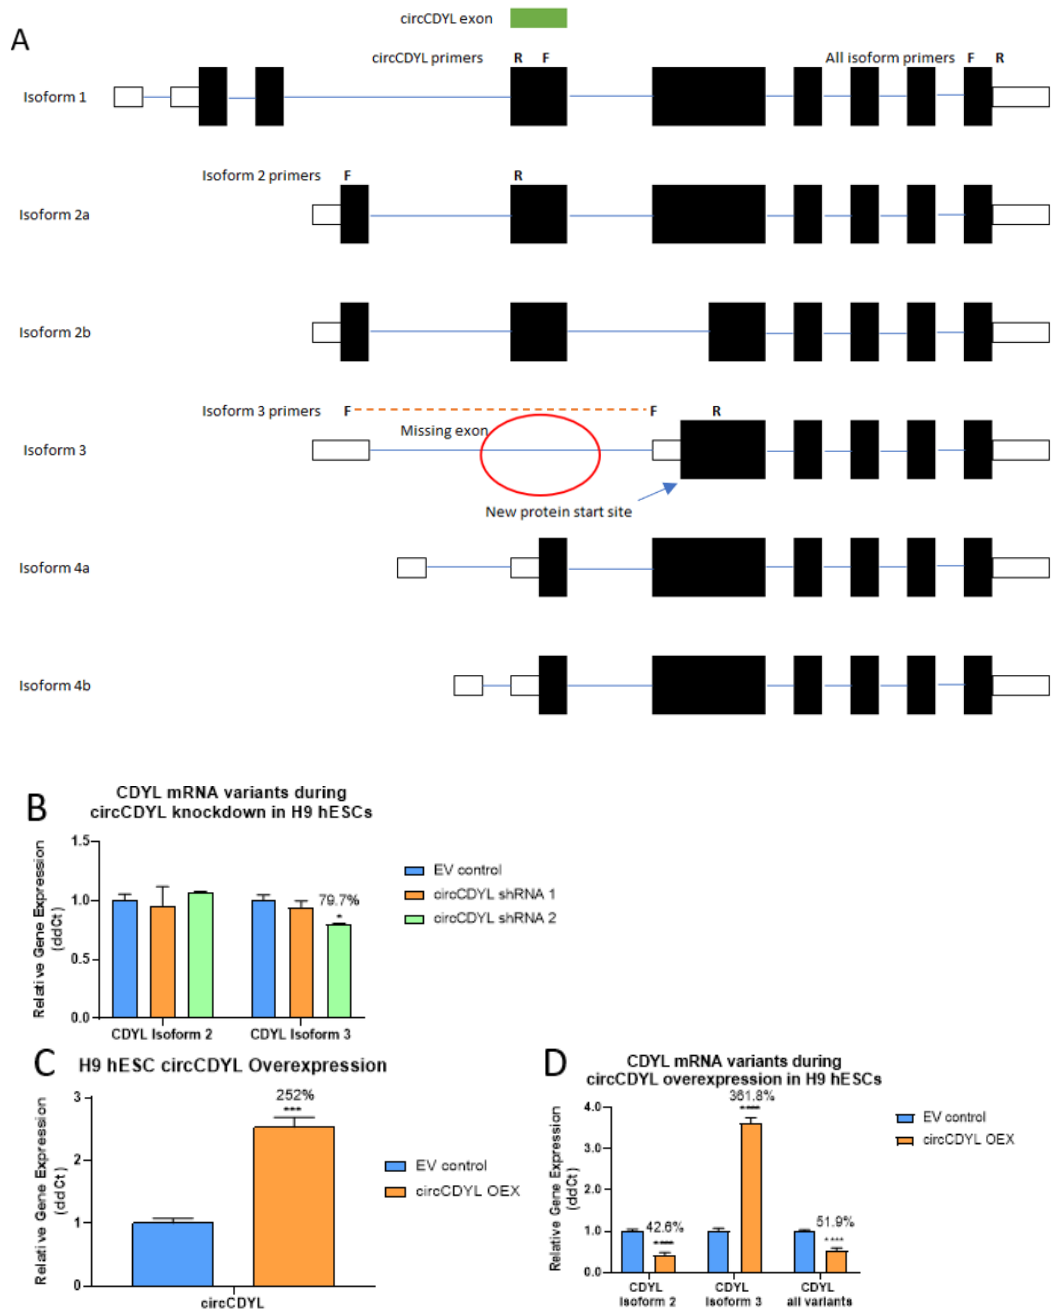 circCDYL exon
A
circCDYL primers R F All isoform primers F R
Isoform 1
Isoform 2 primers F R
Isoform 2a
Isoform 2b
Isoform 3 primers F F R
Missing exon
Isoform 3
New protein start site
Isoform 4a
Isoform 4b
B
CDYL mRNA variants during
circCDYL knockdown in H9 hESCs
Relative Gene Expression
(ddCt)
1.5
1.0
0.5
0.0
79.7%
*
CDYL Isoform 2 CDYL Isoform 3
EV control
circCDYL shRNA 1
circCDYL shRNA 2
C
H9 hESC circCDYL Overexpression
Relative Gene Expression
(ddCt)
3
2
1
0
252%
***
circCDYL
EV control
circCDYL OEX
D
CDYL mRNA variants during
circCDYL overexpression in H9 hESCs
Relative Gene Expression
(ddCt)
4.0
4.0
3.0
2.0
1.0
1.0
0.0
42.6%
****
361.8%
****
51.9%
****
CDYL
Isoform 2
CDYL
Isoform 3
CDYL
all variants
EV control
circCDYL OEX